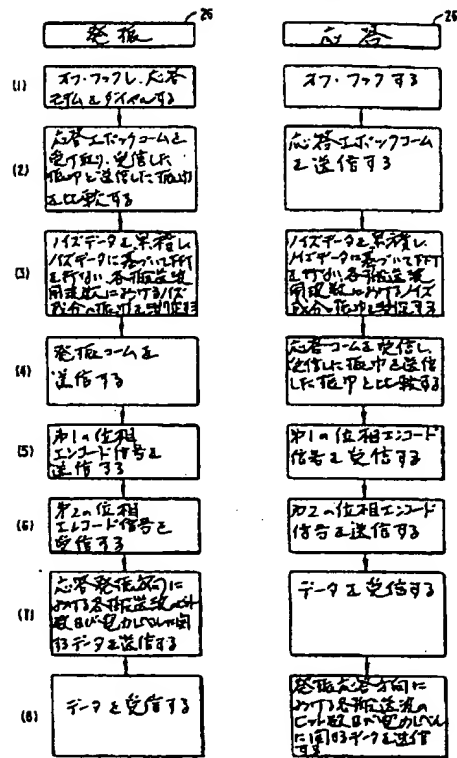 26
発振
26
応答
(1)
オフ・フックし、応答
モデムをダイヤルする
オフ・フックする
(2)
応答エポックコームを
受け取り、受信した
振巾と送信した振巾
を比較する
応答エポックコーム
を送信する
(3)
ノイズデータを累積し、
ノイズデータに基づいてFFT
を行ない、各搬送波
周波数におけるノイズ
成分の振巾を測定する
ノイズデータを累積し、
ノイズデータに基づいてFFT
を行ない各搬送波
周波数におけるノイズ
成分の振巾を測定する
(4)
発振コームを
送信する
応答コームを受信し、
受信した振巾を送信
した振巾と比較する
(5)
第1の位相
エンコード信号を
送信する
第1の位相エンコード
信号を受信する
(6)
第2の位相
エンコード信号を
受信する
第2の位相エンコード
信号を送信する
(7)
応答発振方向に
おける各搬送波のビット
数及び電力レベルに関
するデータを送信する
データを受信する
(8)
データを受信する
発振応答方向に
おける各搬送波の
ビット数及び電力レベル
に関するデータを送信
する